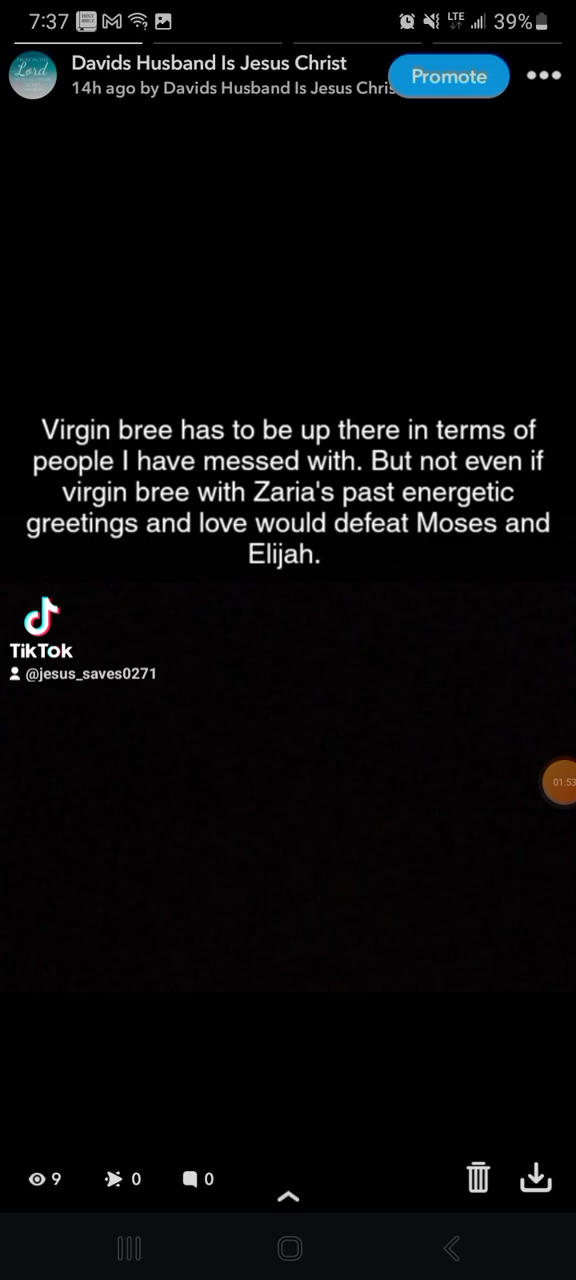 7:37
LTE
39%
Lord
Davids Husband Is Jesus Christ
14h ago by Davids Husband Is Jesus Chris
Promote
Virgin bree has to be up there in terms of
people I have messed with. But not even if
virgin bree with Zaria's past energetic
greetings and love would defeat Moses and
Elijah.
TikTok
@jesus_saves0271
01:53
9
0
0